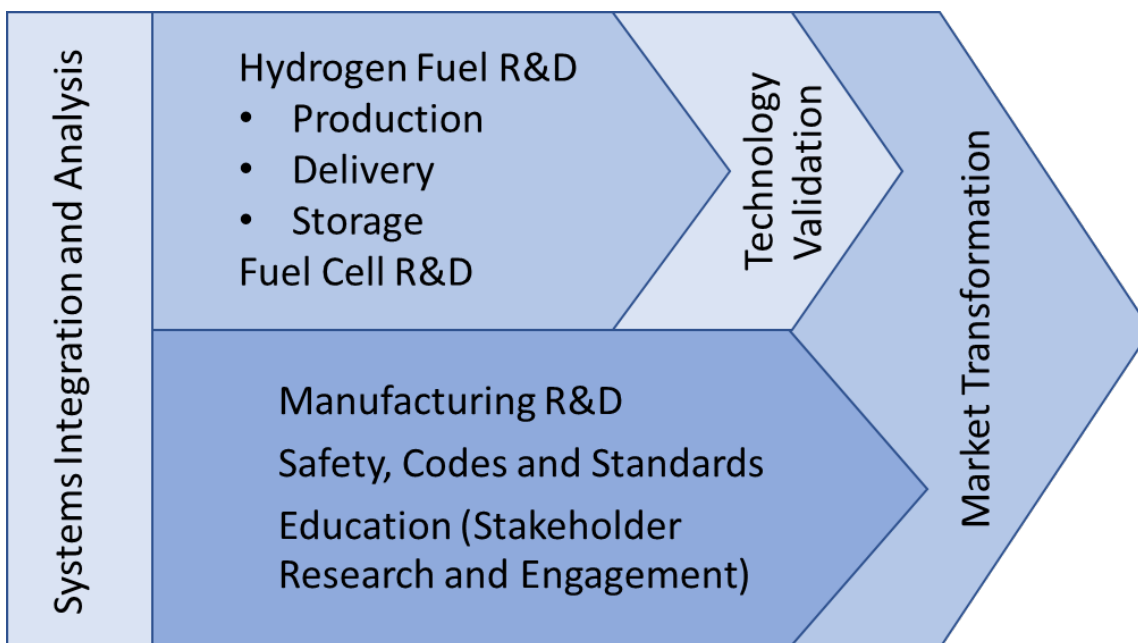 Systems Integration and Analysis
Hydrogen Fuel R&D
• Production
• Delivery
• Storage
Fuel Cell R&D
Technology
Validation
Manufacturing R&D
Safety, Codes and Standards
Education (Stakeholder
Research and Engagement)
Market Transformation